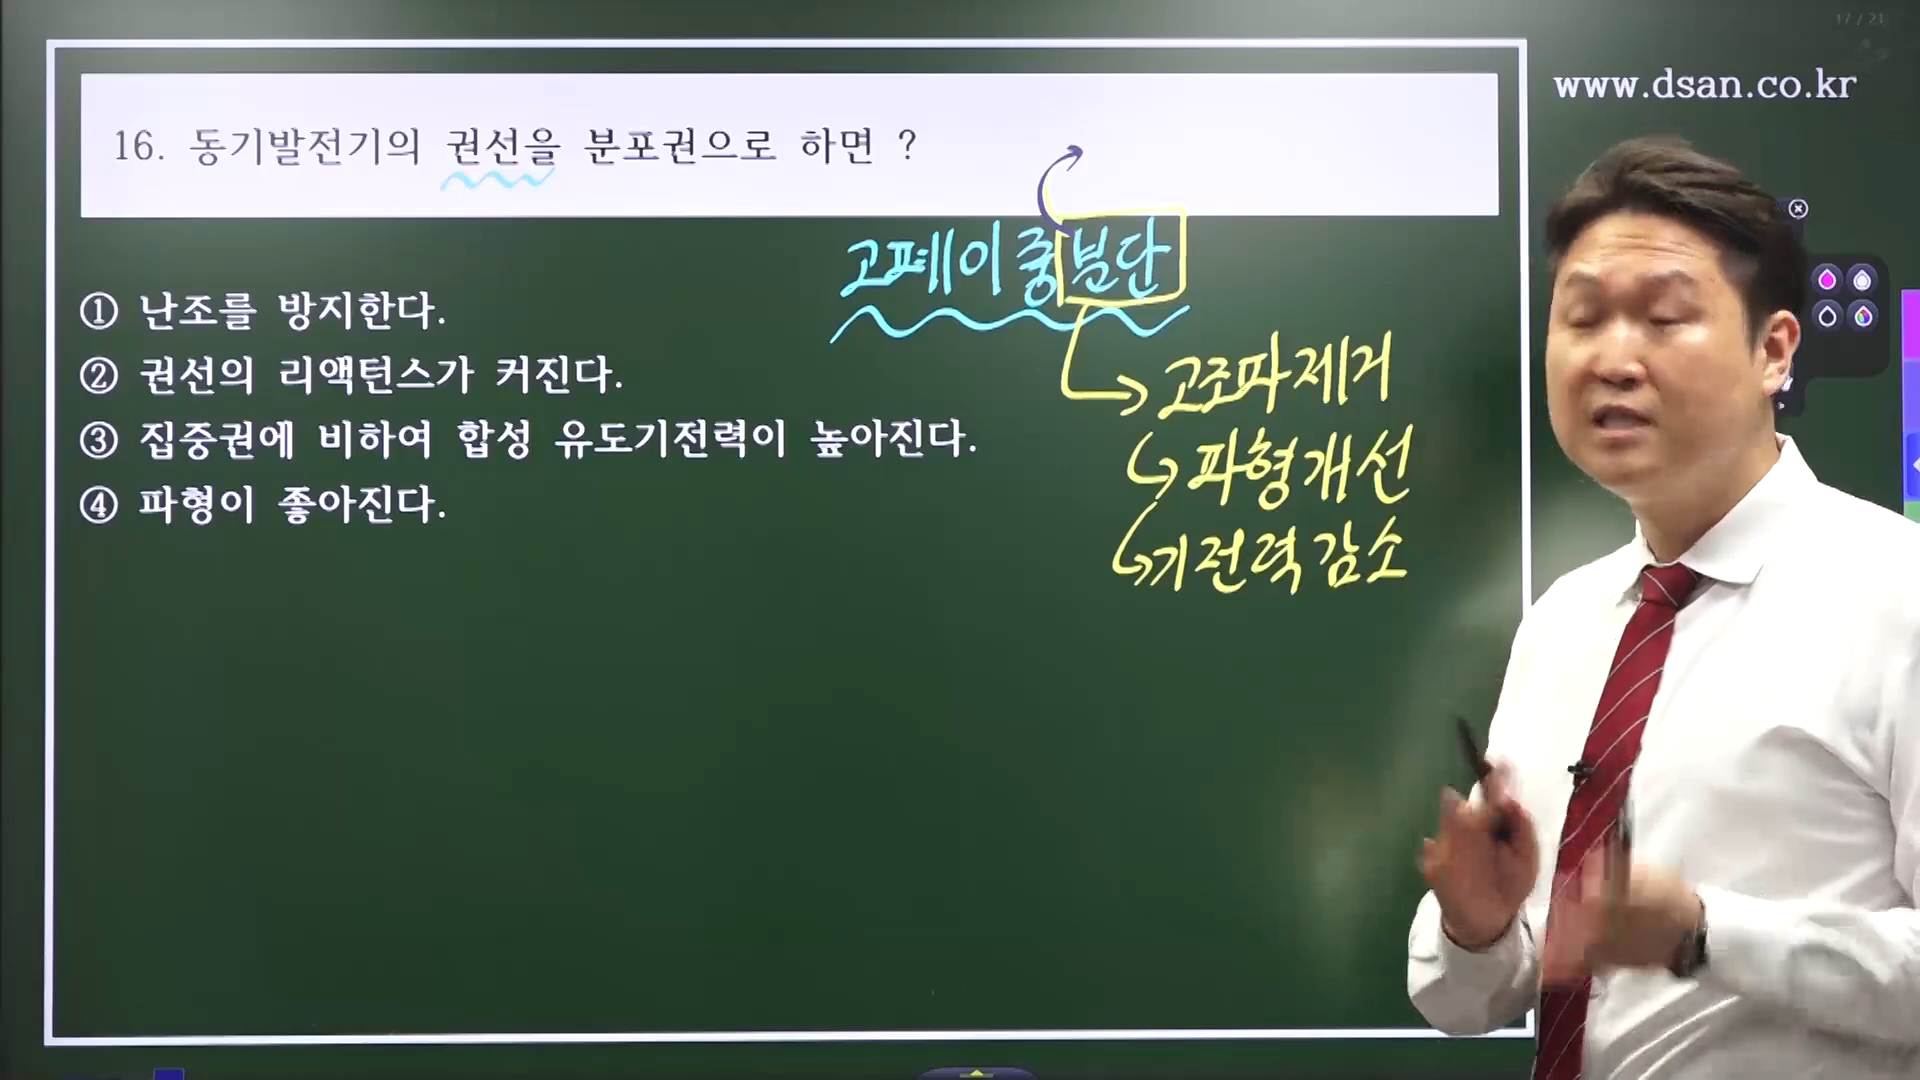 17 / 21
www.dsan.co.kr
16. 동기발전기의 권선을 분포권으로 하면 ?
고페이중분단
① 난조를 방지한다.
② 권선의 리액턴스가 커진다.
③ 집중권에 비하여 합성 유도기전력이 높아진다.
④ 파형이 좋아진다.
고조파제거
파형개선
기전력감소